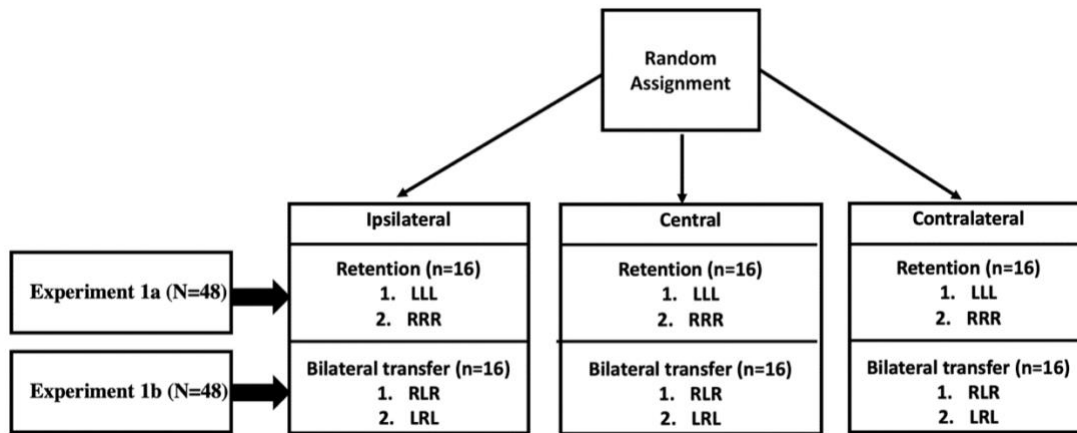 Random
Assignment
Ipsilateral
Central
Contralateral
Experiment 1a (N=48)
Retention (n=16)
1. LLL
2. RRR
Retention (n=16)
1. LLL
2. RRR
Retention (n=16)
1. LLL
2. RRR
Experiment 1b (N=48)
Bilateral transfer (n=16)
1. RLR
2. LRL
Bilateral transfer (n=16)
1. RLR
2. LRL
Bilateral transfer (n=16)
1. RLR
2. LRL